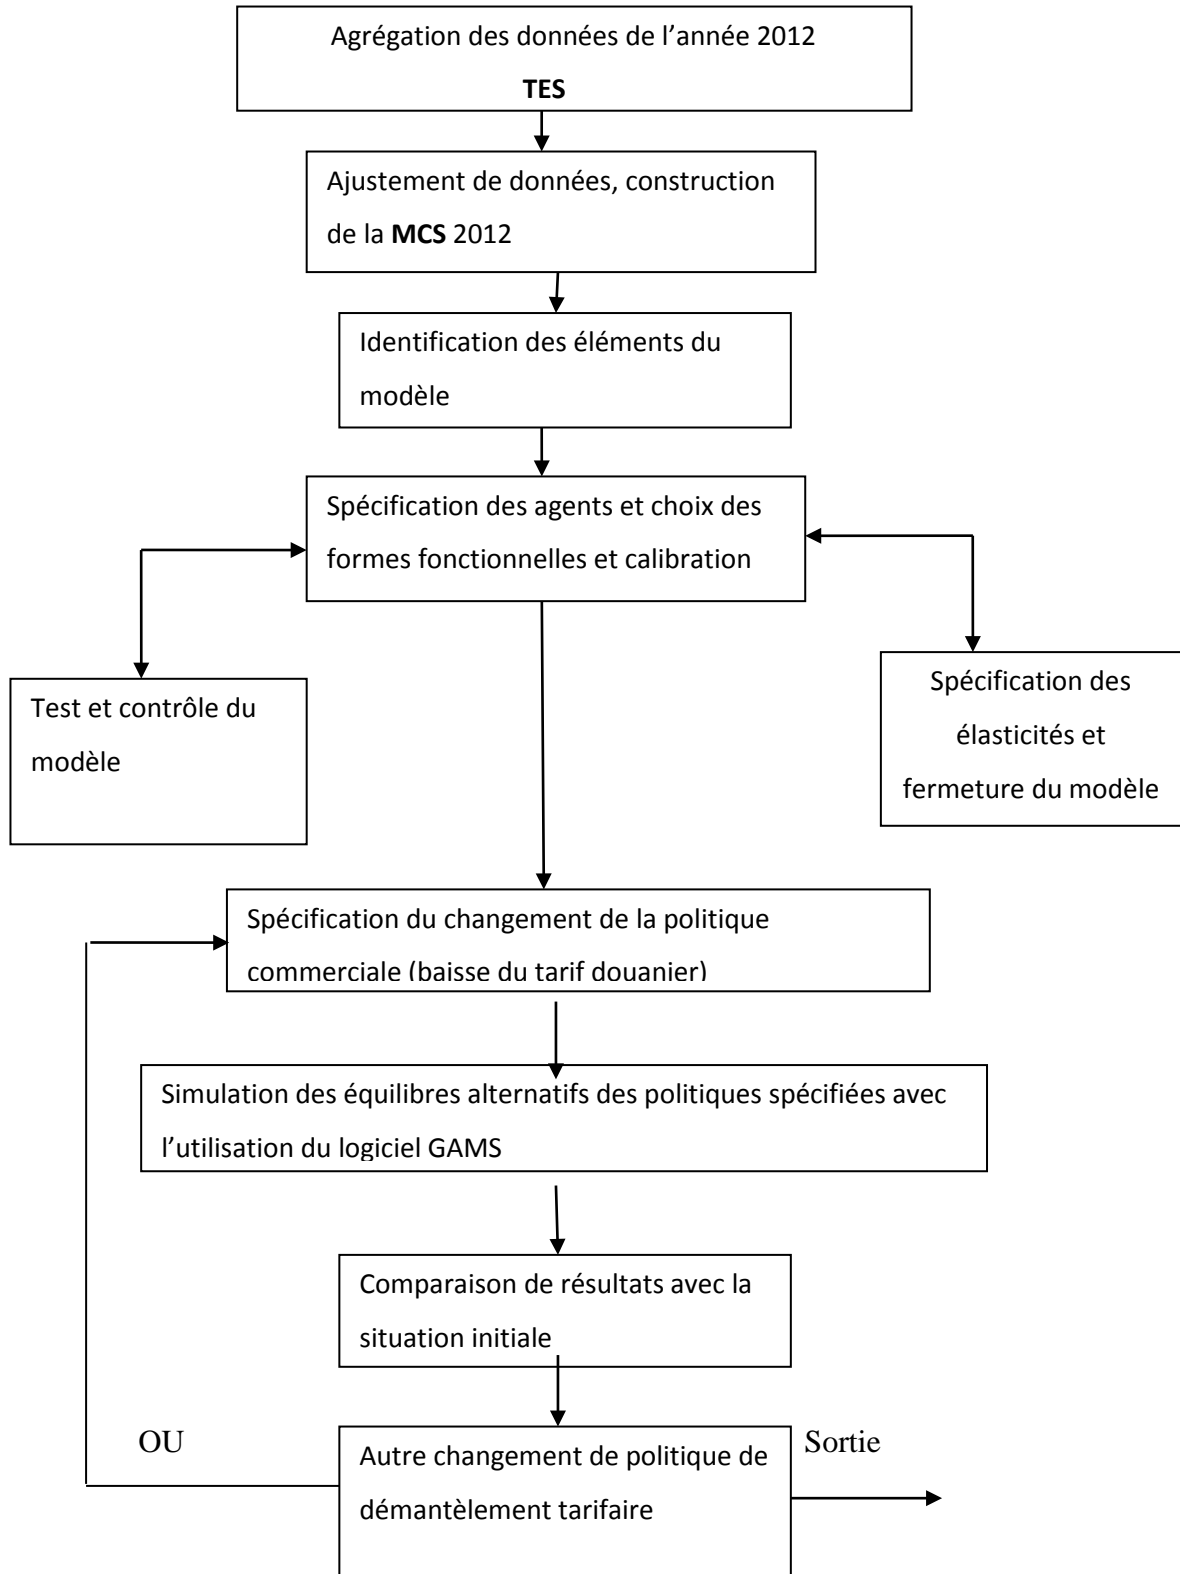 Agrégation des données de l’année 2012
TES
Ajustement de données, construction
de la MCS 2012
Identification des éléments du
modèle
Spécification des agents et choix des
formes fonctionnelles et calibration
Test et contrôle du
modèle
Spécification des
élasticités et
fermeture du modèle
Spécification du changement de la politique
commerciale (baisse du tarif douanier)
Simulation des équilibres alternatifs des politiques spécifiées avec
l’utilisation du logiciel GAMS
Comparaison de résultats avec la
situation initiale
OU
Autre changement de politique de
démantèlement tarifaire
Sortie